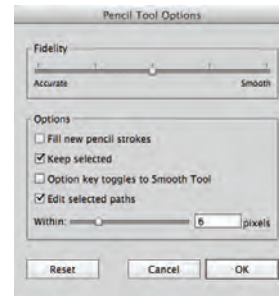 Pencil Tool Options
Fidelity
Accurate Smooth
Options
Fill new pencil strokes
Keep selected
Option key toggles to Smooth Tool
Edit selected paths
Within: 6 pixels
Reset Cancel OK